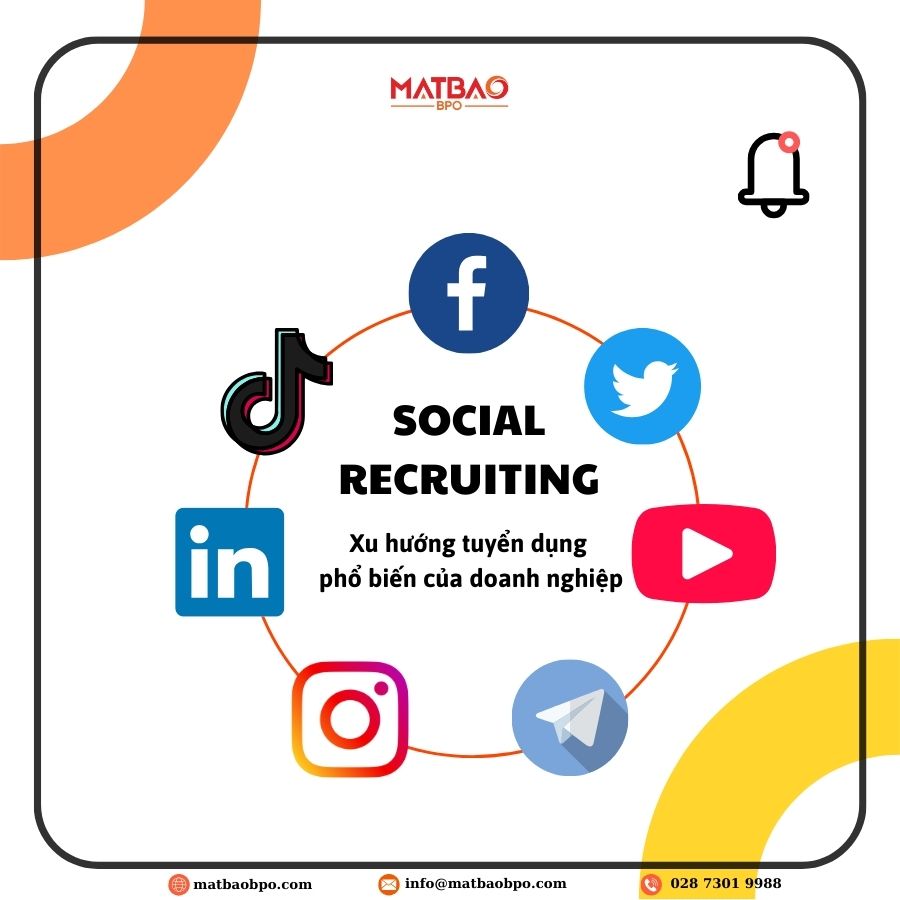 MATBAO
BPO
SOCIAL
RECRUITING
Xu hướng tuyển dụng
phổ biến của doanh nghiệp
in
matbaobpo.com
info@matbaobpo.com
028 7301 9988